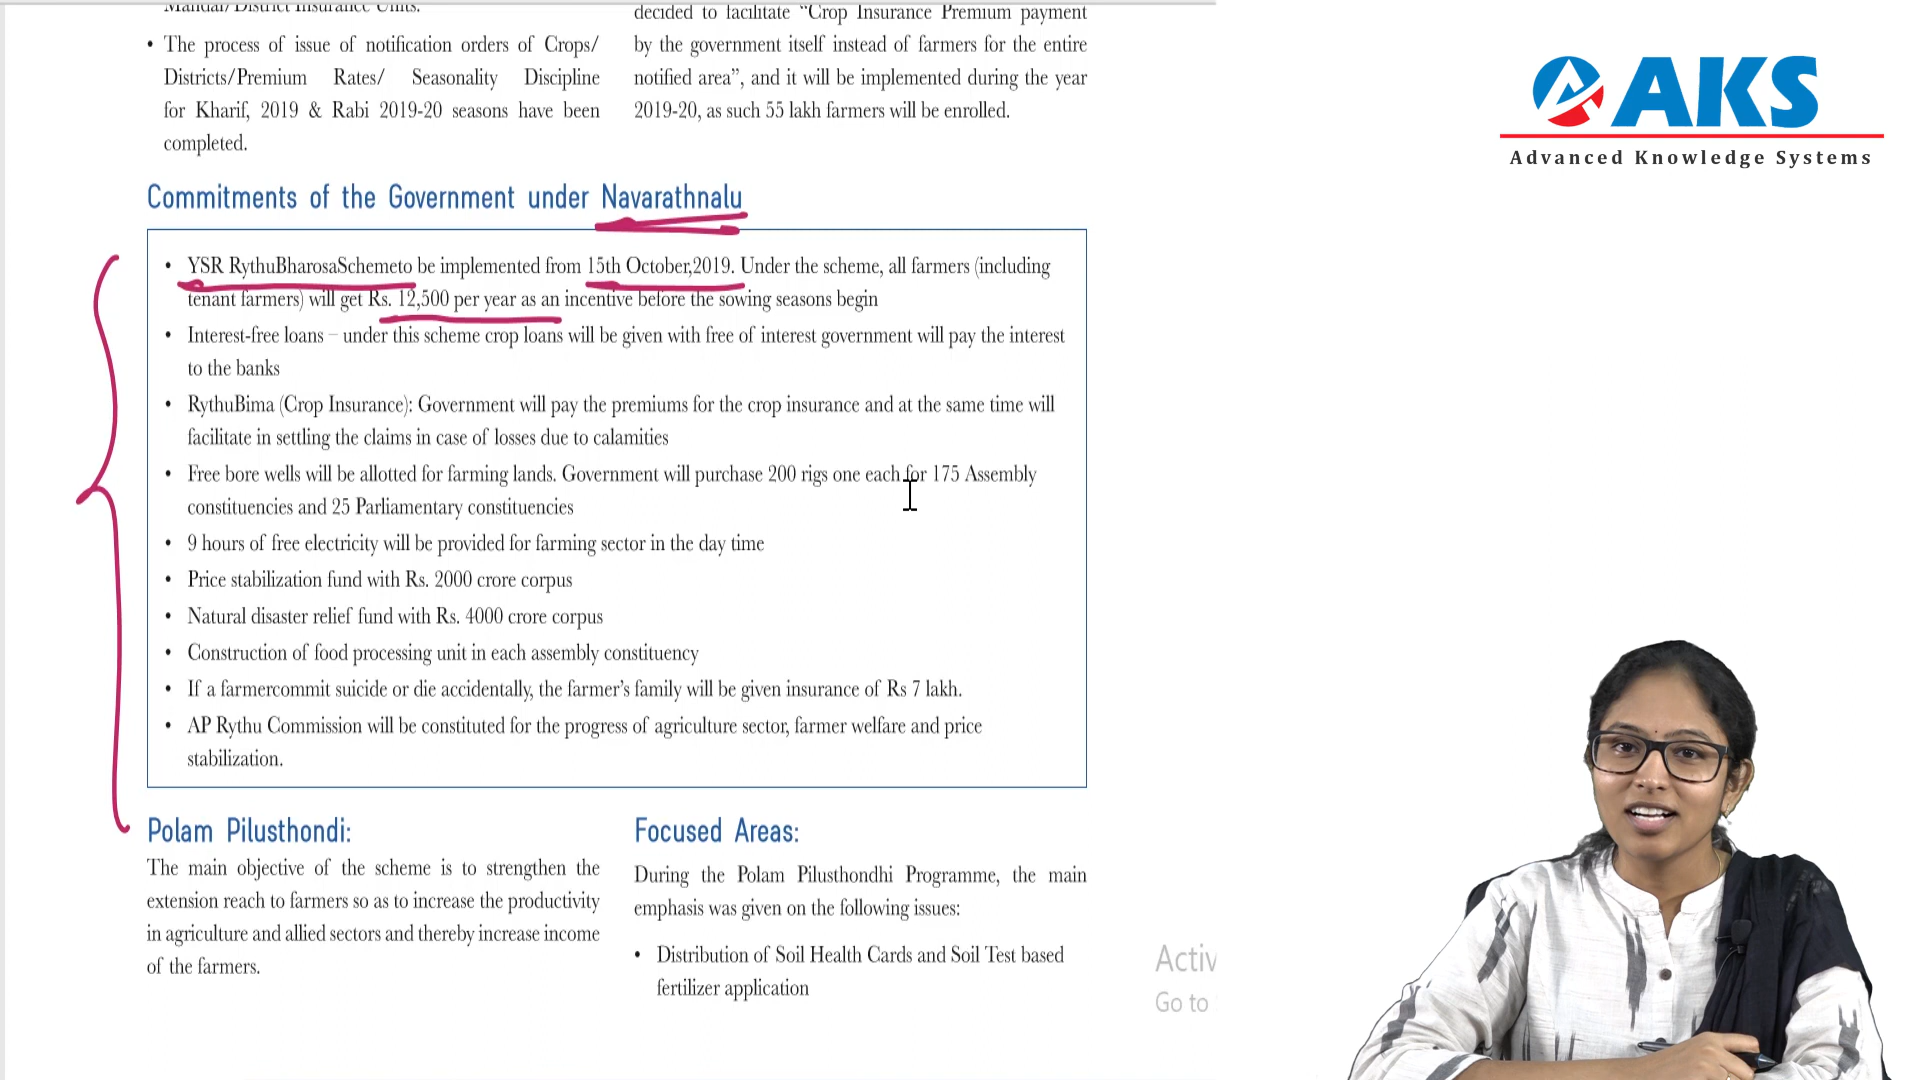 Mandal/District Insurance Units.
• The process of issue of notification orders of Crops/
Districts/Premium Rates/ Seasonality Discipline
for Kharif, 2019 & Rabi 2019-20 seasons have been
completed.
decided to facilitate “Crop Insurance Premium payment
by the government itself instead of farmers for the entire
notified area”, and it will be implemented during the year
2019-20, as such 55 lakh farmers will be enrolled.
Commitments of the Government under Navarathnalu
• YSR RythuBharosaSchemeto be implemented from 15th October,2019. Under the scheme, all farmers (including
tenant farmers) will get Rs. 12,500 per year as an incentive before the sowing seasons begin
• Interest-free loans – under this scheme crop loans will be given with free of interest government will pay the interest
to the banks
• RythuBima (Crop Insurance): Government will pay the premiums for the crop insurance and at the same time will
facilitate in settling the claims in case of losses due to calamities
• Free bore wells will be allotted for farming lands. Government will purchase 200 rigs one each for 175 Assembly
constituencies and 25 Parliamentary constituencies
• 9 hours of free electricity will be provided for farming sector in the day time
• Price stabilization fund with Rs. 2000 crore corpus
• Natural disaster relief fund with Rs. 4000 crore corpus
• Construction of food processing unit in each assembly constituency
• If a farmercommit suicide or die accidentally, the farmer’s family will be given insurance of Rs 7 lakh.
• AP Rythu Commission will be constituted for the progress of agriculture sector, farmer welfare and price
stabilization.
Polam Pilusthondi:
The main objective of the scheme is to strengthen the
extension reach to farmers so as to increase the productivity
in agriculture and allied sectors and thereby increase income
of the farmers.
Focused Areas:
During the Polam Pilusthondhi Programme, the main
emphasis was given on the following issues:
• Distribution of Soil Health Cards and Soil Test based
fertilizer application
Activ
Go to
AKS
Advanced Knowledge Systems